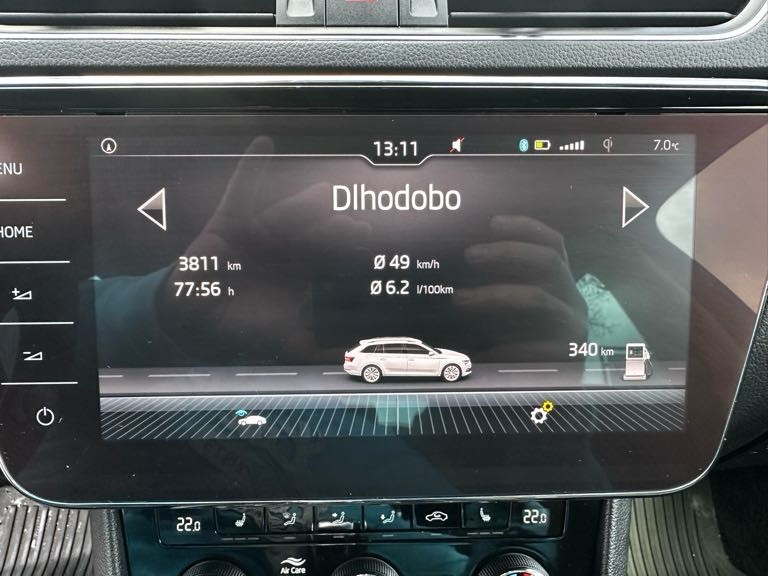 13:11
7.0°C
ENU
Dlhodobo
HOME
3811 km
Ø 49 km/h
77:56 h
Ø 6.2 l/100km
340 km
22.0
22.0
Air Care